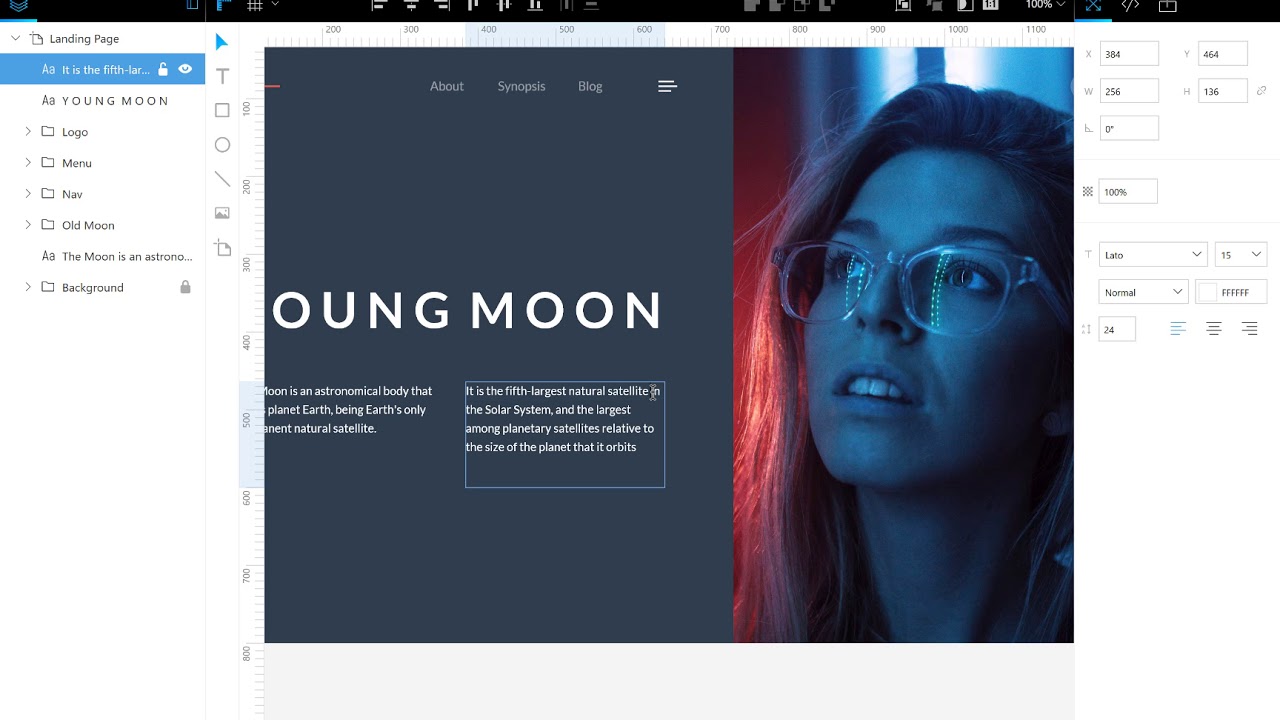 100%
Landing Page
Aa It is the fifth-lar...
Aa Y O U N G M O O N
Logo
Menu
Nav
Old Moon
Aa The Moon is an astrono...
Background
T
200 300 400 500 600 700 800 900 1000 1100
100
200
300
400
500
600
700
800
About Synopsis Blog
OUNG MOON
Moon is an astronomical body that
planet Earth, being Earth's only
anent natural satellite.
It is the fifth-largest natural satellite in
the Solar System, and the largest
among planetary satellites relative to
the size of the planet that it orbits
X 384 Y 464
W 256 H 136
0°
100%
T Lato 15
Normal FFFFFF
24